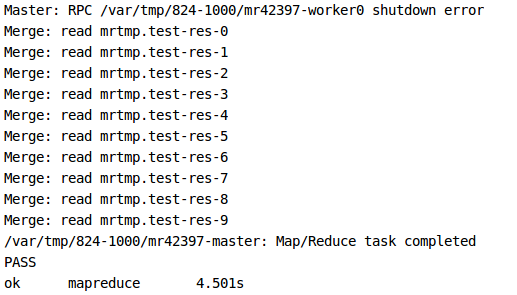 Master: RPC /var/tmp/824-1000/mr42397-worker0 shutdown error
Merge: read mrtmp.test-res-0
Merge: read mrtmp.test-res-1
Merge: read mrtmp.test-res-2
Merge: read mrtmp.test-res-3
Merge: read mrtmp.test-res-4
Merge: read mrtmp.test-res-5
Merge: read mrtmp.test-res-6
Merge: read mrtmp.test-res-7
Merge: read mrtmp.test-res-8
Merge: read mrtmp.test-res-9
/var/tmp/824-1000/mr42397-master: Map/Reduce task completed
PASS
ok      mapreduce       4.501s